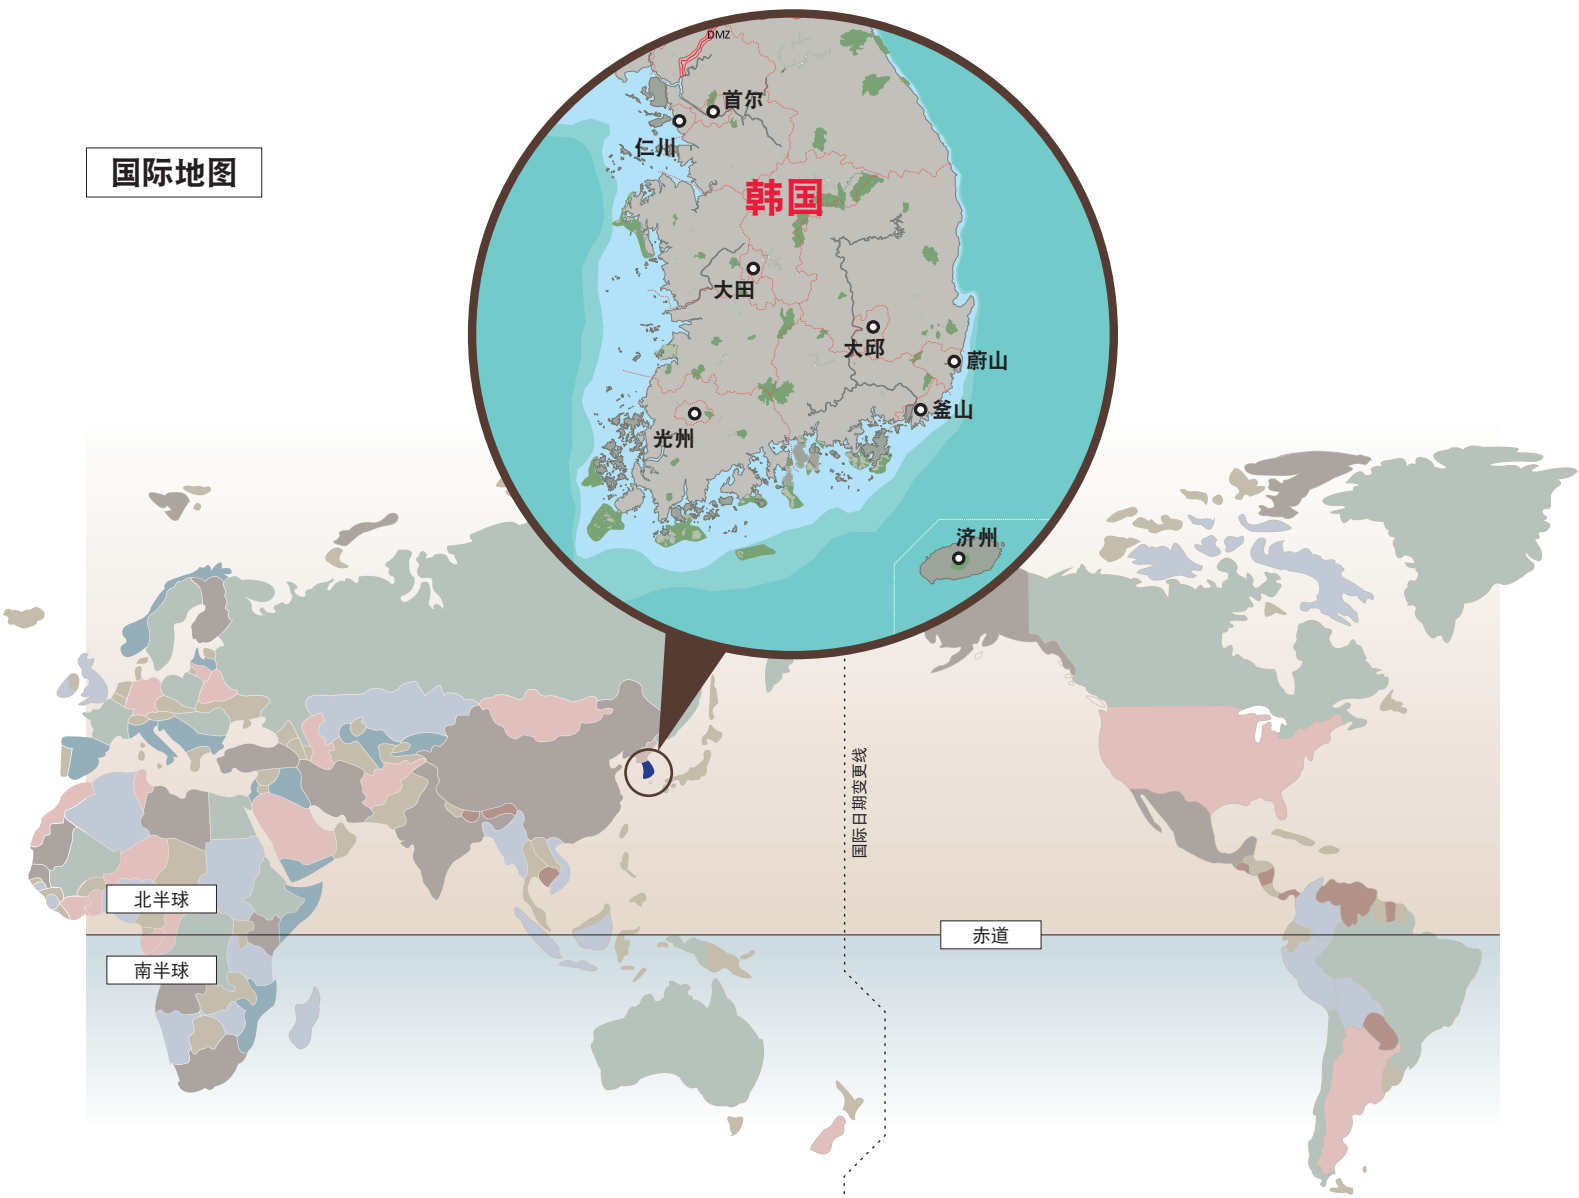 DMZ
首尔
仁川
国际地图
韩国
大田
大邱
蔚山
釜山
光州
济州
国际日期变更线
北半球
赤道
南半球